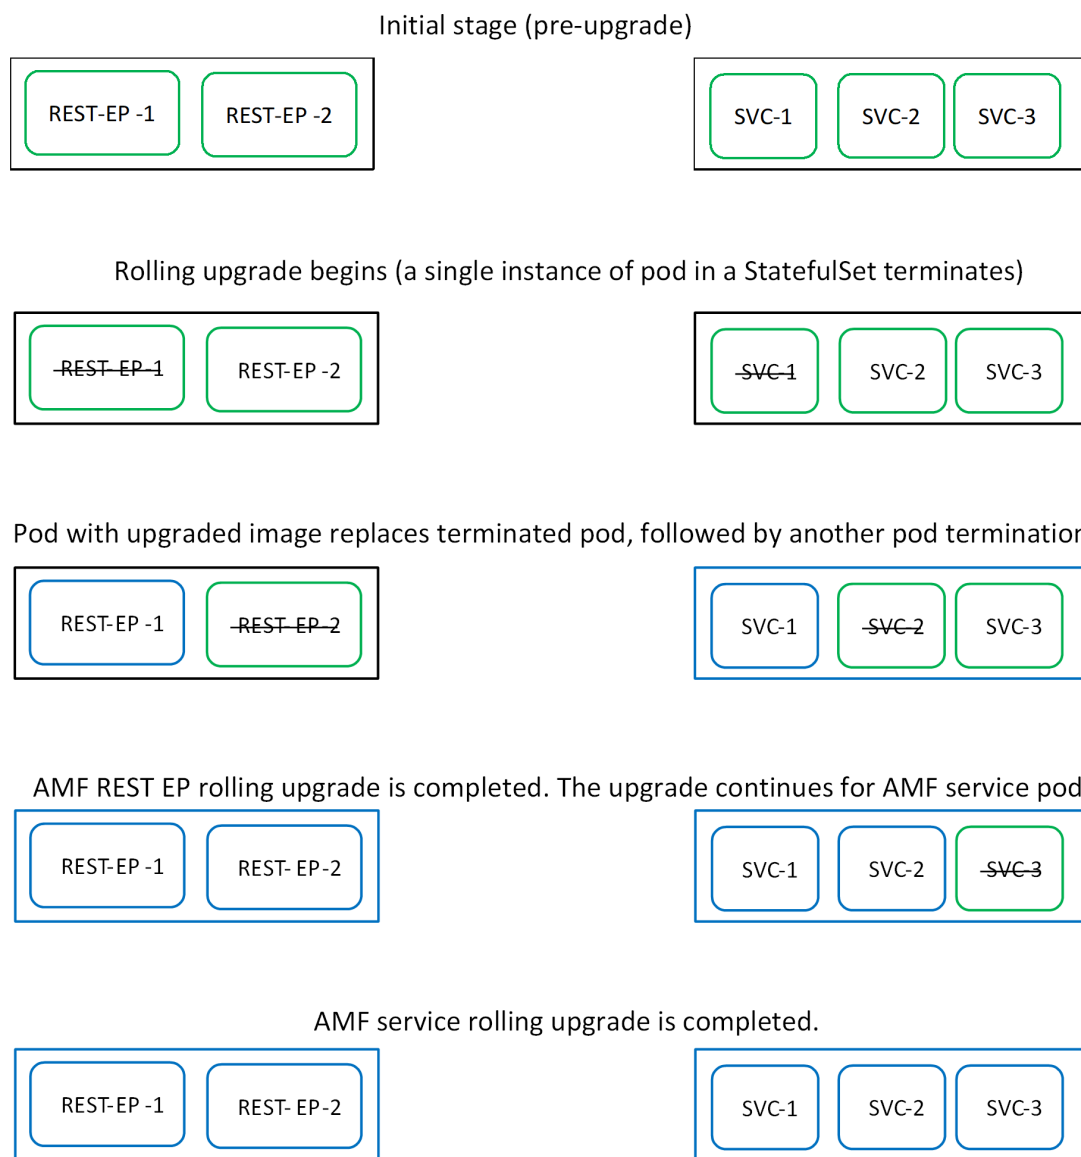 Initial stage (pre-upgrade)
REST-EP -1 REST-EP -2 SVC-1 SVC-2 SVC-3
Rolling upgrade begins (a single instance of pod in a StatefulSet terminates)
REST- EP -1 REST-EP -2 SVC-1 SVC-2 SVC-3
Pod with upgraded image replaces terminated pod, followed by another pod termination
REST-EP -1 REST- EP -2 SVC-1 SVC-2 SVC-3
AMF REST EP rolling upgrade is completed. The upgrade continues for AMF service pod
REST-EP -1 REST- EP -2 SVC-1 SVC-2 SVC-3
AMF service rolling upgrade is completed.
REST-EP -1 REST- EP -2 SVC-1 SVC-2 SVC-3